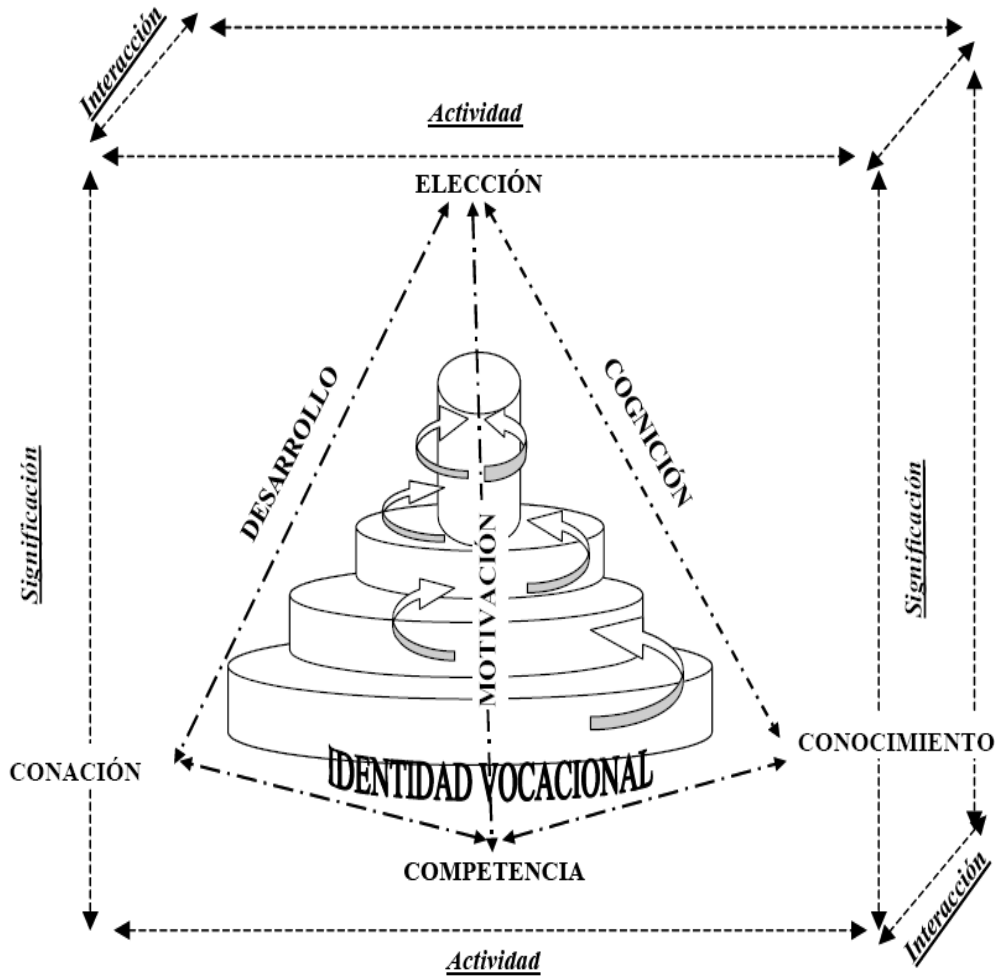 Interacción
Actividad
ELECCIÓN
DESARROLLO
COGNICIÓN
Significación
MOTIVACIÓN
Significación
CONACIÓN
IDENTIDAD VOCACIONAL
CONOCIMIENTO
COMPETENCIA
Interacción
Actividad